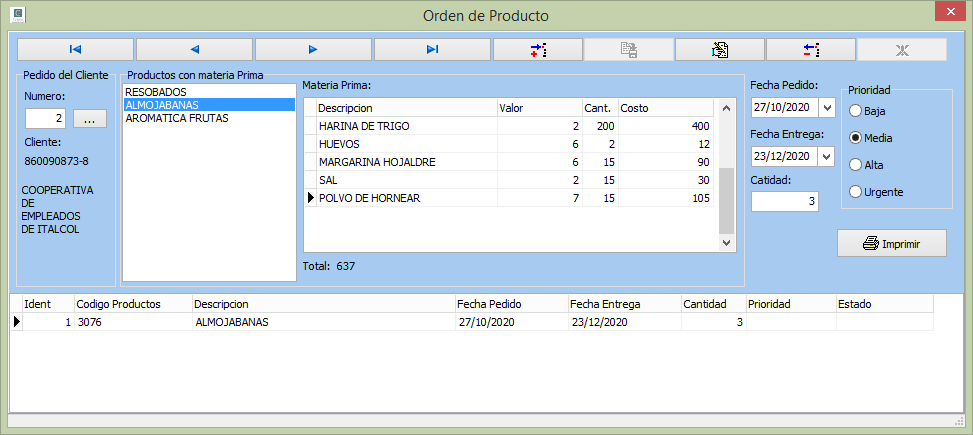 Orden de Producto
Pedido del Cliente
Numero:
2 ...
Cliente:
860090873-8
COOPERATIVA
DE
EMPLEADOS
DE ITALCOL
Productos con materia Prima
RESOBADOS
ALMOJABANAS
AROMATICA FRUTAS
Materia Prima:
Descripcion Valor Cant. Costo
HARINA DE TRIGO 2 200 400
HUEVOS 6 2 12
MARGARINA HOJALDRE 6 15 90
SAL 2 15 30
POLVO DE HORNEAR 7 15 105
Total: 637
Fecha Pedido:
27/10/2020
Fecha Entrega:
23/12/2020
Catidad:
3
Prioridad
Baja
Media
Alta
Urgente
Imprimir
Ident Codigo Productos Descripcion Fecha Pedido Fecha Entrega Cantidad Prioridad Estado
1 3076 ALMOJABANAS 27/10/2020 23/12/2020 3